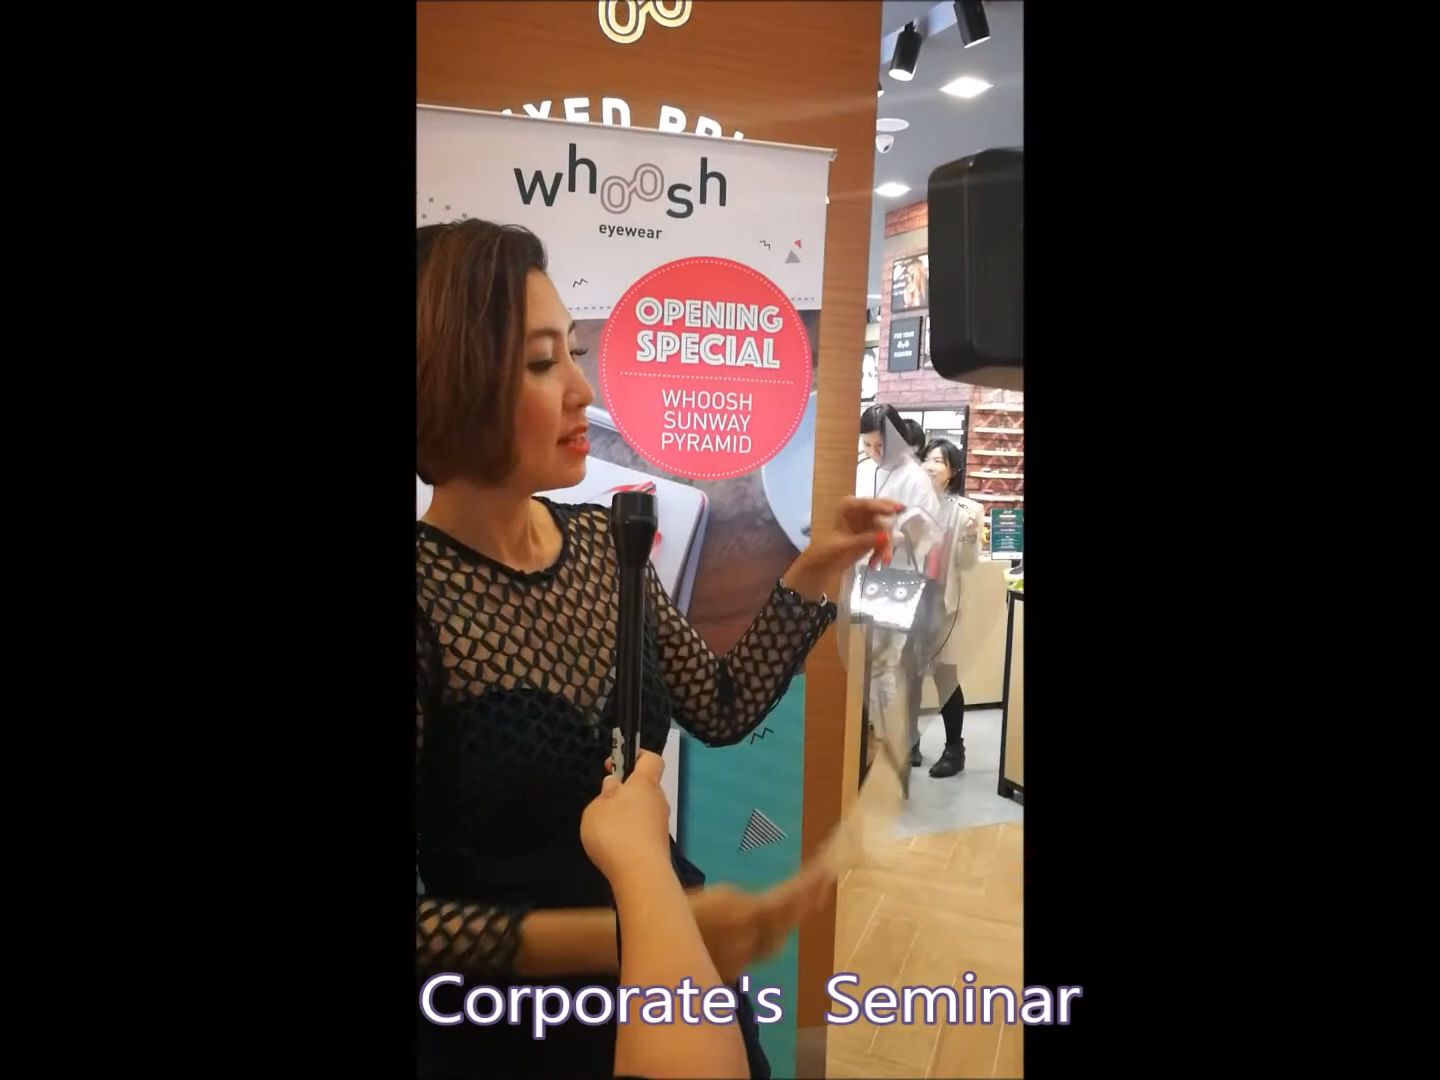 whoosh
eyewear
OPENING
SPECIAL
WHOOSH
SUNWAY
PYRAMID
Corporate's Seminar